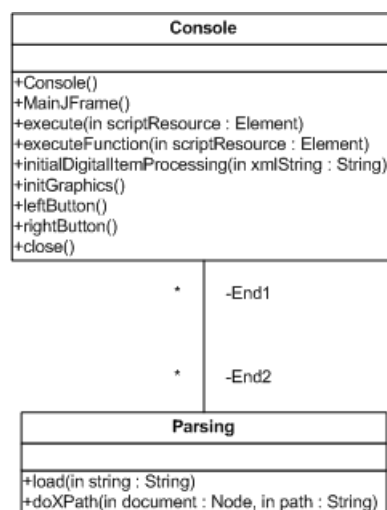 Console
+Console()
+MainJFrame()
+execute(in scriptResource : Element)
+executeFunction(in scriptResource : Element)
+initialDigitalItemProcessing(in xmlString : String)
+initGraphics()
+leftButton()
+rightButton()
+close()
* -End1
* -End2
Parsing
+load(in string : String)
+doXPath(in document : Node, in path : String)